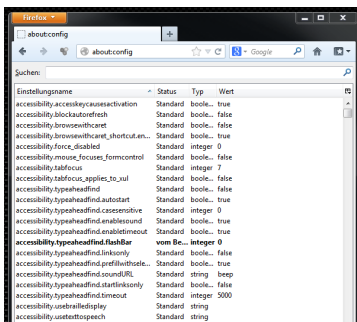 Firefox
about:config
about:config
Google
Suchen:
Einstellungsname Status Typ Wert
accessibility.accesskeycausesactivation Standard boole... true
accessibility.blockautorefresh Standard boole... false
accessibility.browsewithcaret Standard boole... false
accessibility.browsewithcaret_shortcut.en... Standard boole... true
accessibility.force_disabled Standard integer 0
accessibility.mouse_focuses_formcontrol Standard boole... false
accessibility.tabfocus Standard integer 7
accessibility.tabfocus_applies_to_xul Standard boole... false
accessibility.typeaheadfind Standard boole... false
accessibility.typeaheadfind.autostart Standard boole... true
accessibility.typeaheadfind.casesensitive Standard integer 0
accessibility.typeaheadfind.enablesound Standard boole... true
accessibility.typeaheadfind.enabletimeout Standard boole... true
accessibility.typeaheadfind.flashBar vom Be... integer 0
accessibility.typeaheadfind.linksonly Standard boole... false
accessibility.typeaheadfind.prefillwithsele... Standard boole... true
accessibility.typeaheadfind.soundURL Standard string beep
accessibility.typeaheadfind.startlinksonly Standard boole... false
accessibility.typeaheadfind.timeout Standard integer 5000
accessibility.usebrailledisplay Standard string
accessibility.usetexttospeech Standard string